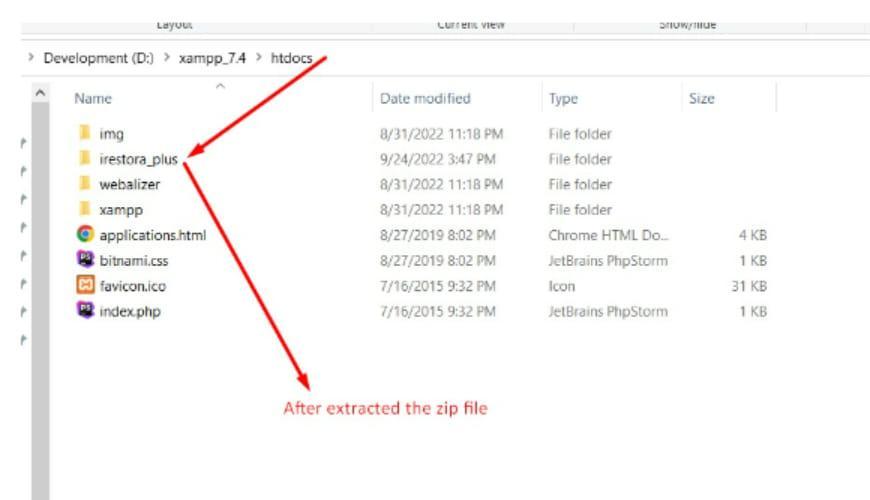 Layout Current view Show/hide
> Development (D:) > xampp_7.4 > htdocs
Name Date modified Type Size
img 8/31/2022 11:18 PM File folder
irestora_plus 9/24/2022 3:47 PM File folder
webalizer 8/31/2022 11:18 PM File folder
xampp 8/31/2022 11:18 PM File folder
applications.html 8/27/2019 8:02 PM Chrome HTML Do... 4 KB
bitnami.css 8/27/2019 8:02 PM JetBrains PhpStorm 1 KB
favicon.ico 7/16/2015 9:32 PM Icon 31 KB
index.php 7/16/2015 9:32 PM JetBrains PhpStorm 1 KB
After extracted the zip file